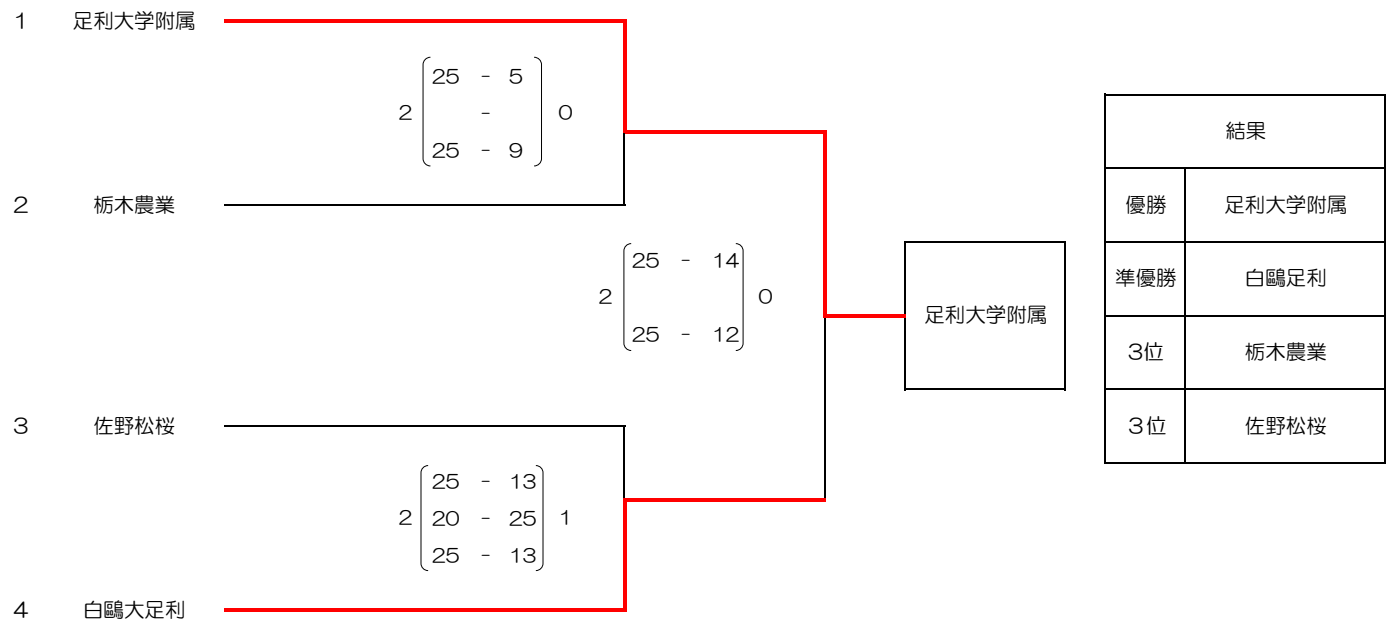 1 足利大学附属
25 - 5
2 - 0
25 - 9
2 栃木農業
25 - 14
2 0
25 - 12
足利大学附属
3 佐野松桜
25 - 13
2 20 - 25 1
25 - 13
4 白鷗大足利
結果
優勝 足利大学附属
準優勝 白鷗足利
3位 栃木農業
3位 佐野松桜